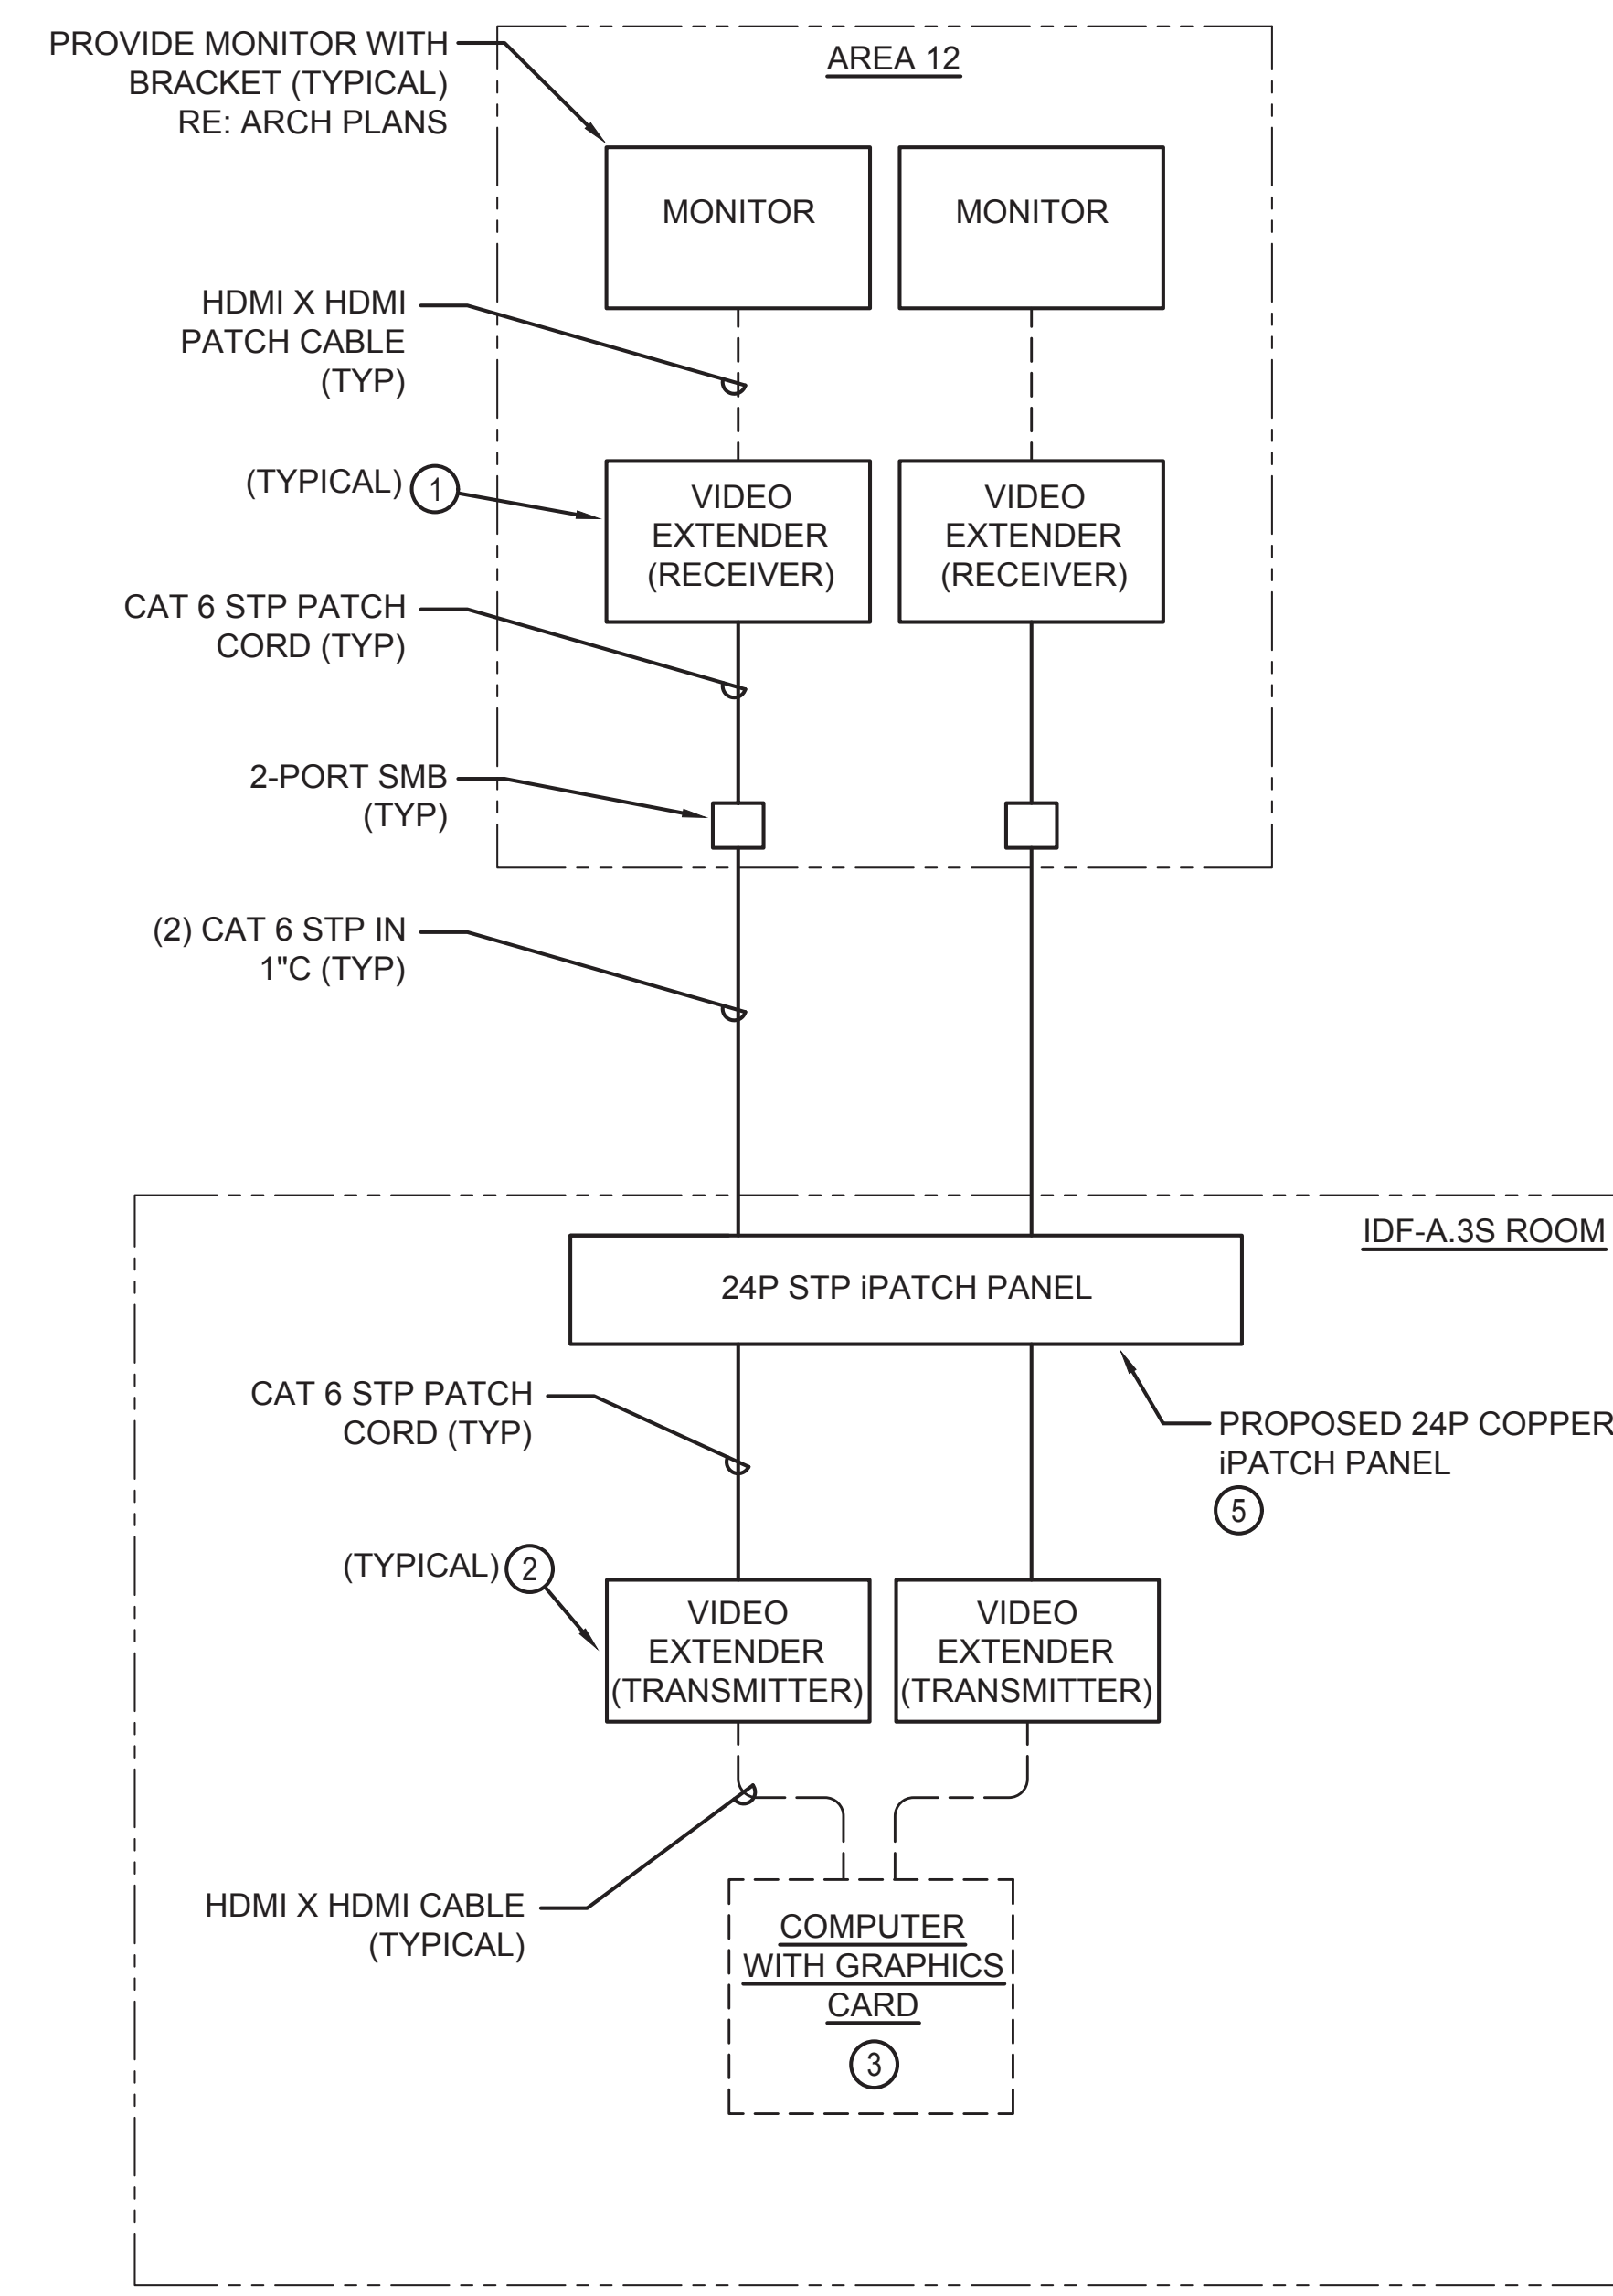 PROVIDE MONITOR WITH
BRACKET (TYPICAL)
RE: ARCH PLANS
AREA 12
MONITOR
MONITOR
HDMI X HDMI
PATCH CABLE
(TYP)
(TYPICAL) 1
VIDEO
EXTENDER
(RECEIVER)
VIDEO
EXTENDER
(RECEIVER)
CAT 6 STP PATCH
CORD (TYP)
2-PORT SMB
(TYP)
(2) CAT 6 STP IN
1"C (TYP)
IDF-A.3S ROOM
24P STP iPATCH PANEL
CAT 6 STP PATCH
CORD (TYP)
PROPOSED 24P COPPER
iPATCH PANEL
5
(TYPICAL) 2
VIDEO
EXTENDER
(TRANSMITTER)
VIDEO
EXTENDER
(TRANSMITTER)
HDMI X HDMI CABLE
(TYPICAL)
COMPUTER
WITH GRAPHICS
CARD
3